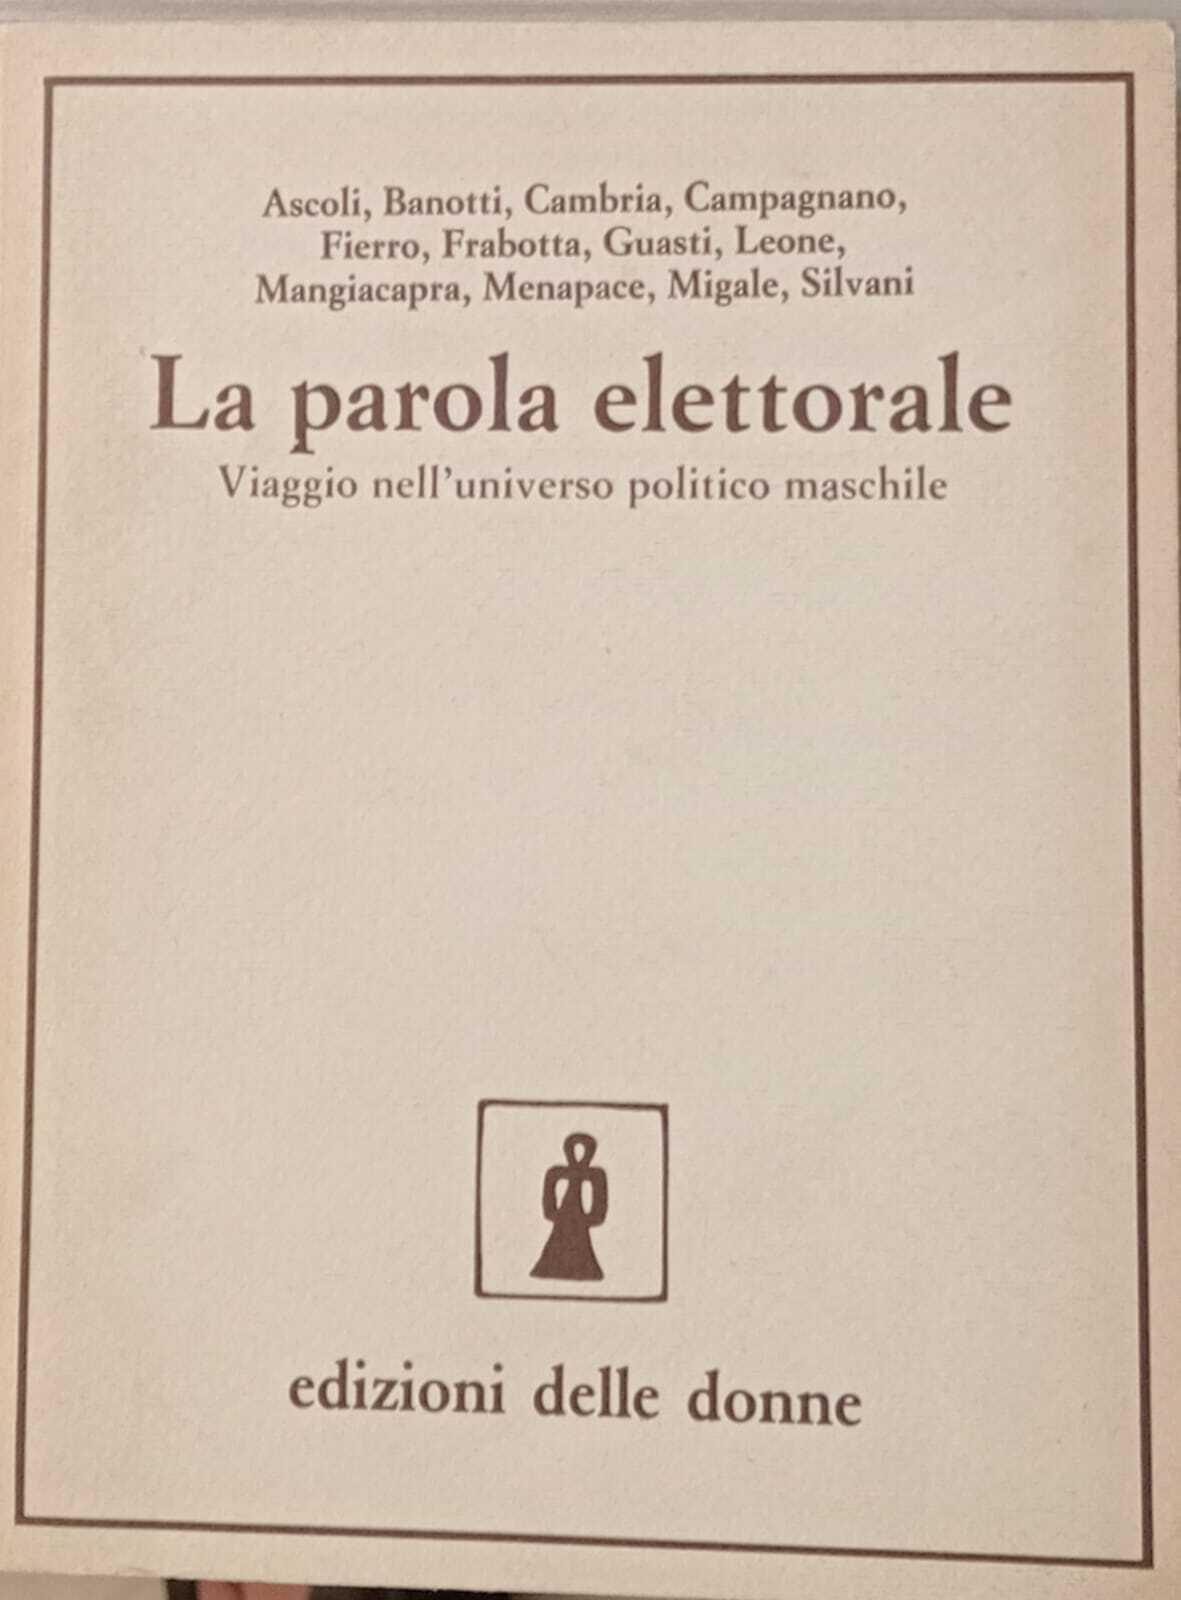 Ascoli, Banotti, Cambria, Campagnano,
Fierro, Frabotta, Guasti, Leone,
Mangiacapra, Menapace, Migale, Silvani
La parola elettorale
Viaggio nell'universo politico maschile
edizioni delle donne